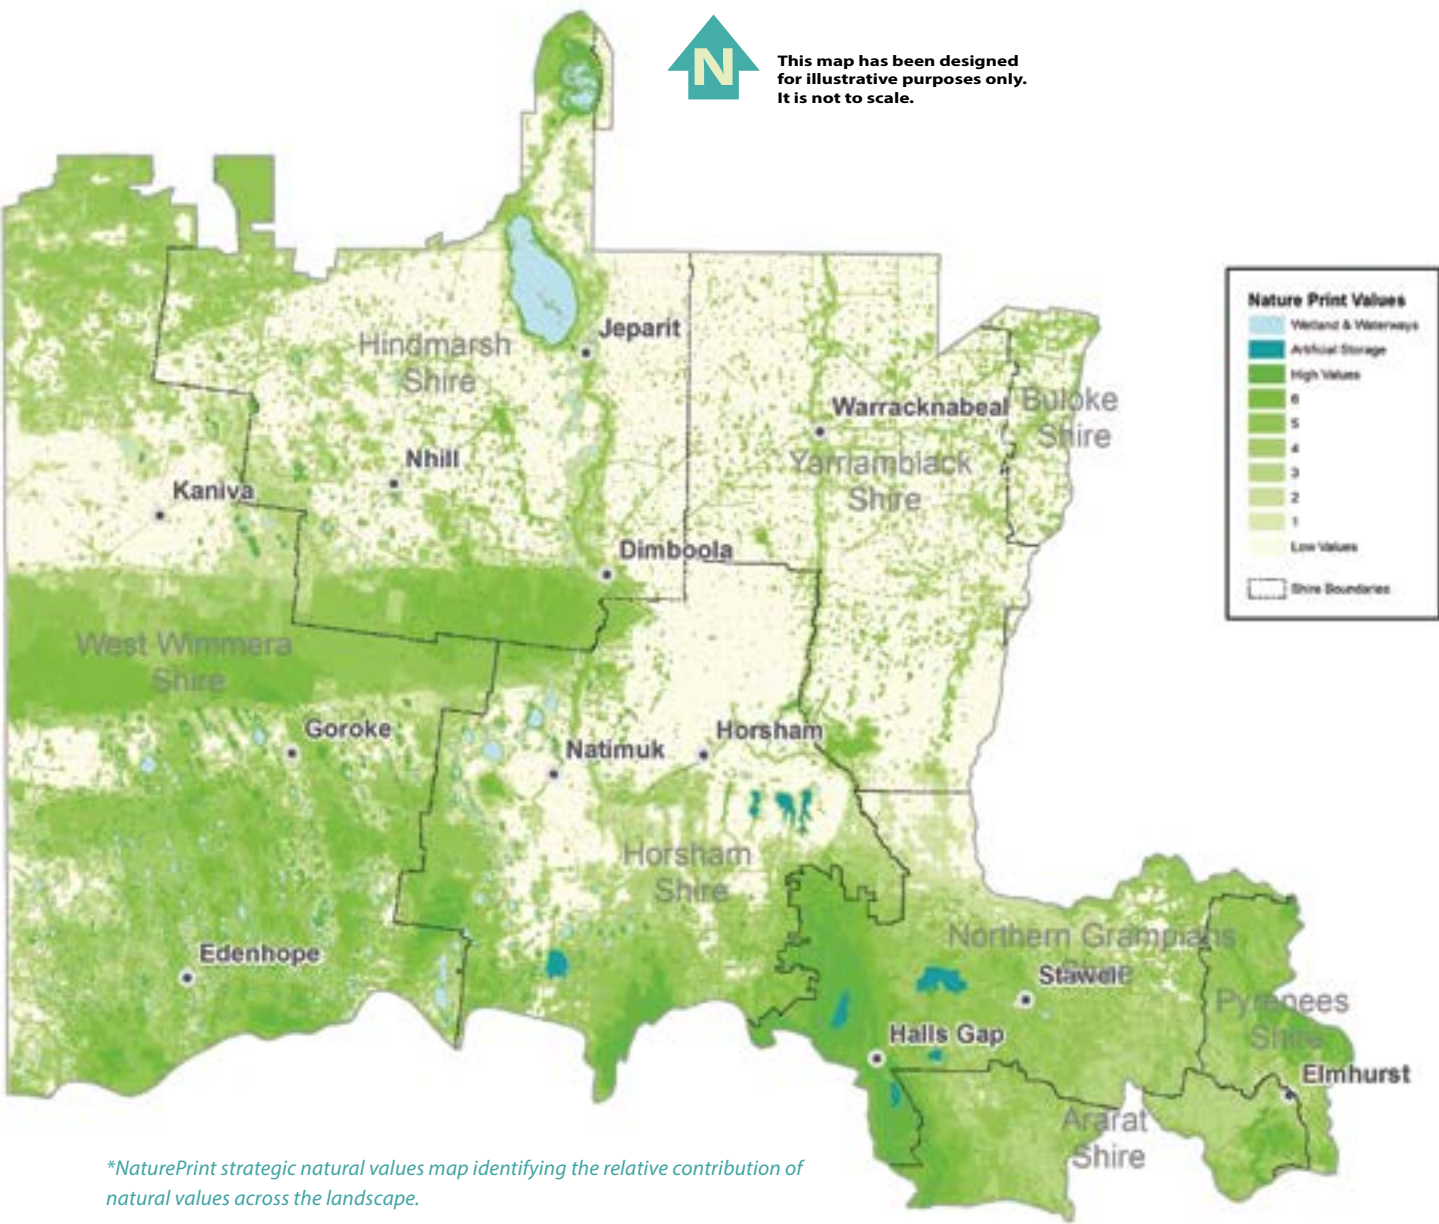 N
This map has been designed
for illustrative purposes only.
It is not to scale.
Nature Print Values
Wetland & Waterways
Artificial Storage
High Values
6
5
4
3
2
1
Low Values
Shire Boundaries
Jeparit
Hindmarsh
Shire
Warracknabeal
Buloke
Shire
Nhill
Yarriambiack
Shire
Kaniva
Dimboola
West Wimmera
Shire
Goroke
Natimuk
Horsham
Horsham
Shire
Northern Grampians
Shire
Stawell
Edenhope
Pyrenees
Shire
Halls Gap
Elmhurst
Ararat
Shire
*NaturePrint strategic natural values map identifying the relative contribution of
natural values across the landscape.